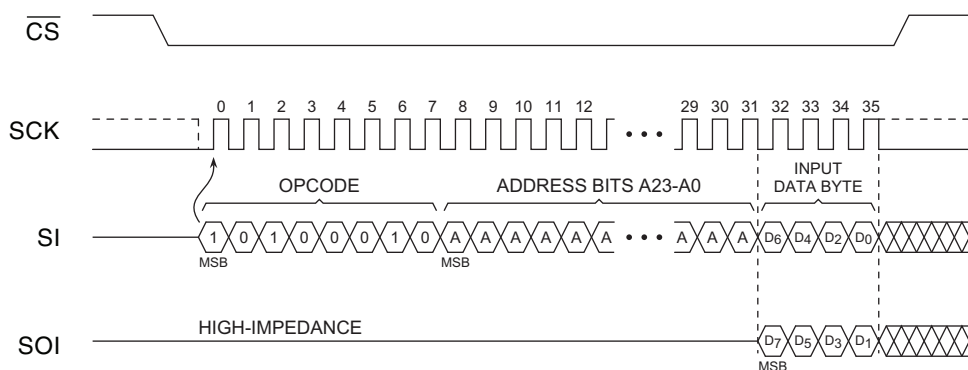 CS
0 1 2 3 4 5 6 7 8 9 10 11 12 29 30 31 32 33 34 35
SCK
OPCODE ADDRESS BITS A23-A0 INPUT
DATA BYTE
SI 1 0 1 0 0 0 1 0 A A A A A A A A A D6 D4 D2 D0
MSB MSB
HIGH-IMPEDANCE
SOI D7 D5 D3 D1
MSB